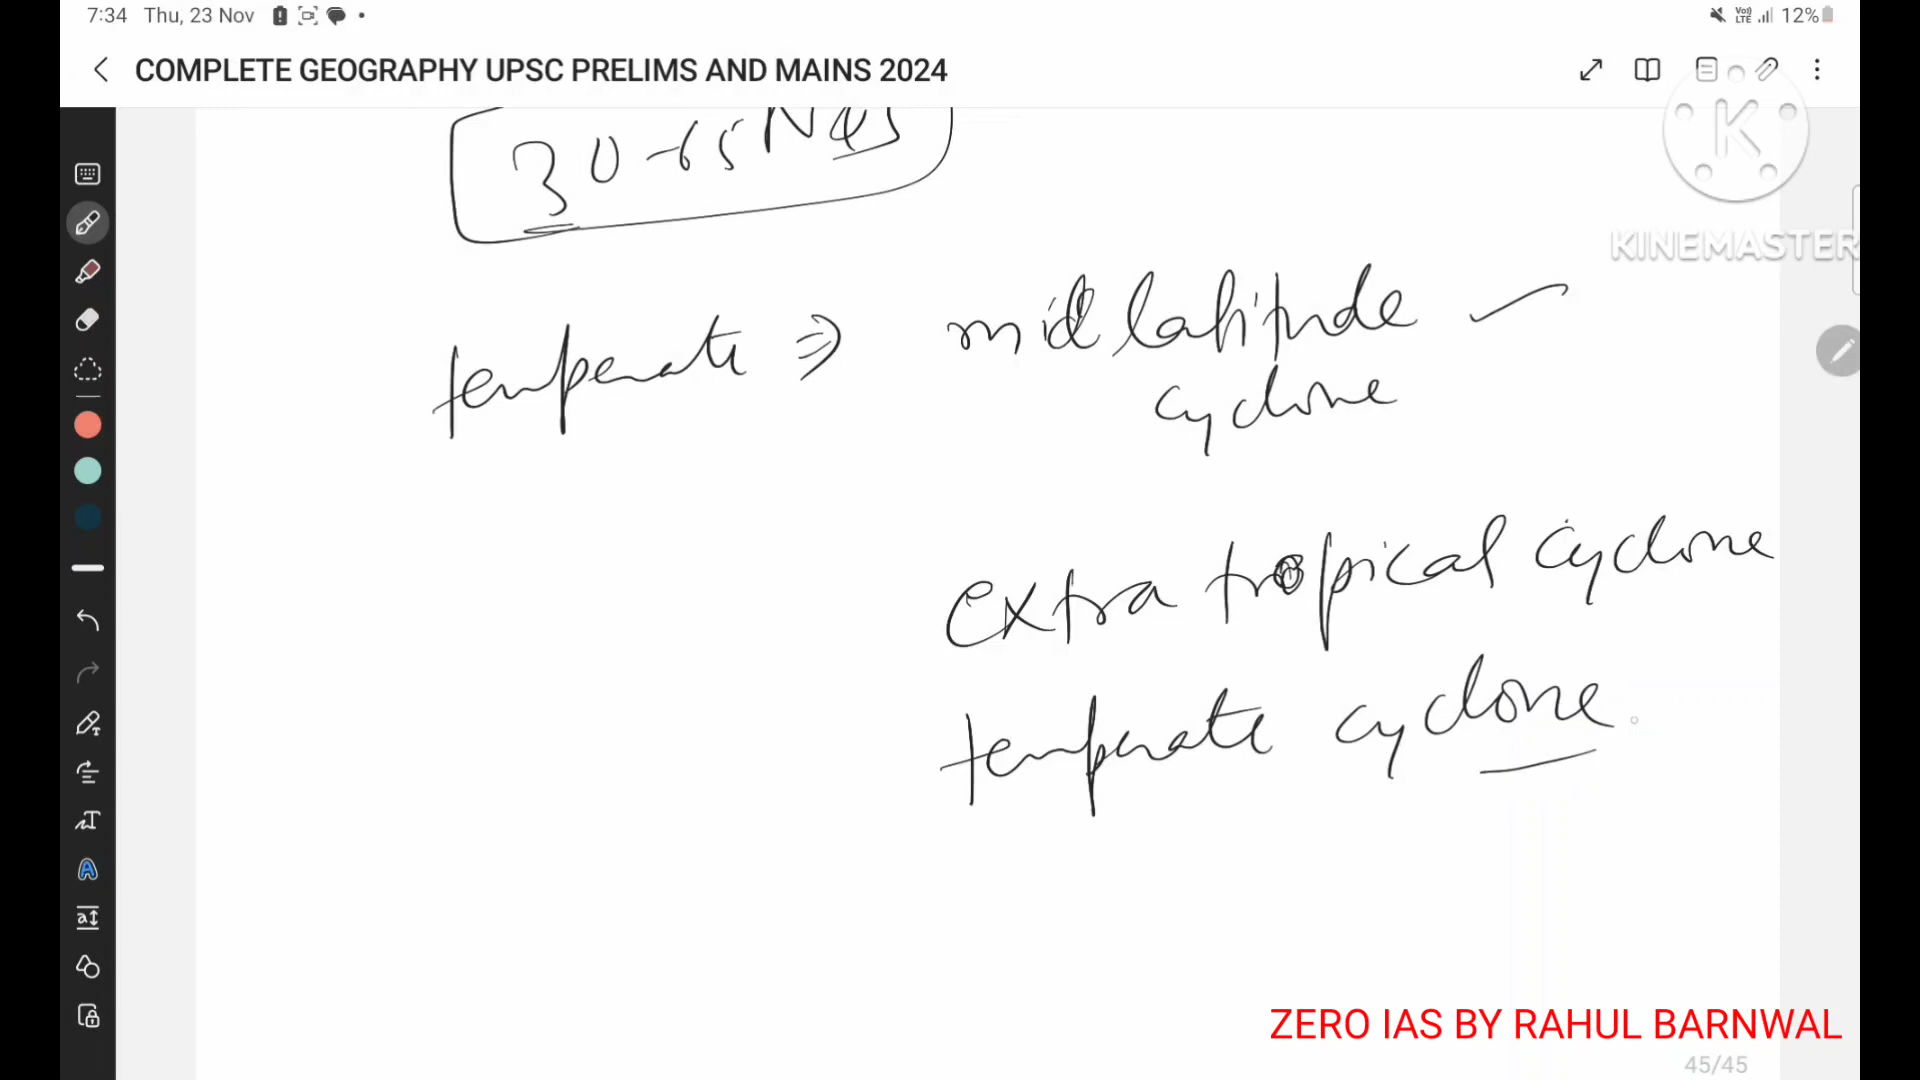 7:34 Thu, 23 Nov
12%
COMPLETE GEOGRAPHY UPSC PRELIMS AND MAINS 2024
K
KINEMASTER
30-65 N & S
temperate ⇒ mid latitude
cyclone
extra tropical cyclone
temperate cyclone
ZERO IAS BY RAHUL BARNWAL
45/45